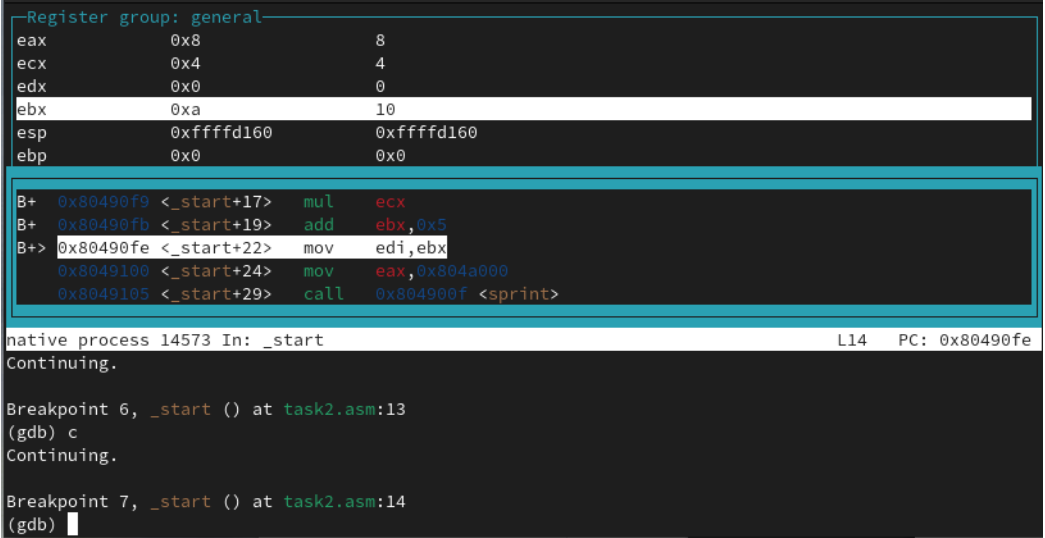 Register group: general
eax 0x8 8
ecx 0x4 4
edx 0x0 0
ebx 0xa 10
esp 0xffffd160 0xffffd160
ebp 0x0 0x0
B+ 0x80490f9 <_start+17> mul ecx
B+ 0x80490fb <_start+19> add ebx,0x5
B+> 0x80490fe <_start+22> mov edi,ebx
0x8049100 <_start+24> mov eax,0x804a000
0x8049105 <_start+29> call 0x804900f <sprint>
native process 14573 In: _start L14 PC: 0x80490fe
Continuing.
Breakpoint 6, _start () at task2.asm:13
(gdb) c
Continuing.
Breakpoint 7, _start () at task2.asm:14
(gdb)